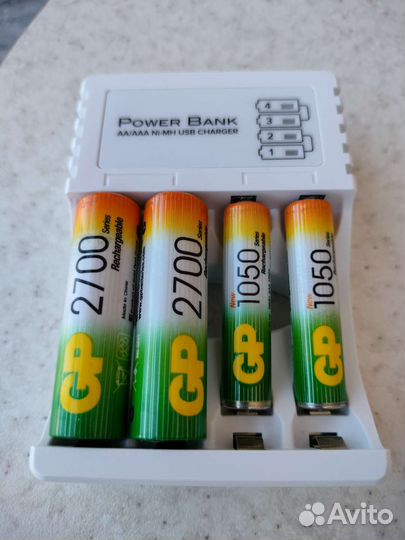 POWER BANK
AA/AAA NI-MH USB CHARGER
4
3
2
1
GP 2700 Series
Rechargeable
GP 2700 Series
Rechargeable
New
GP 1050 Series
Rechargeable
New
GP 1050 Series
Avito